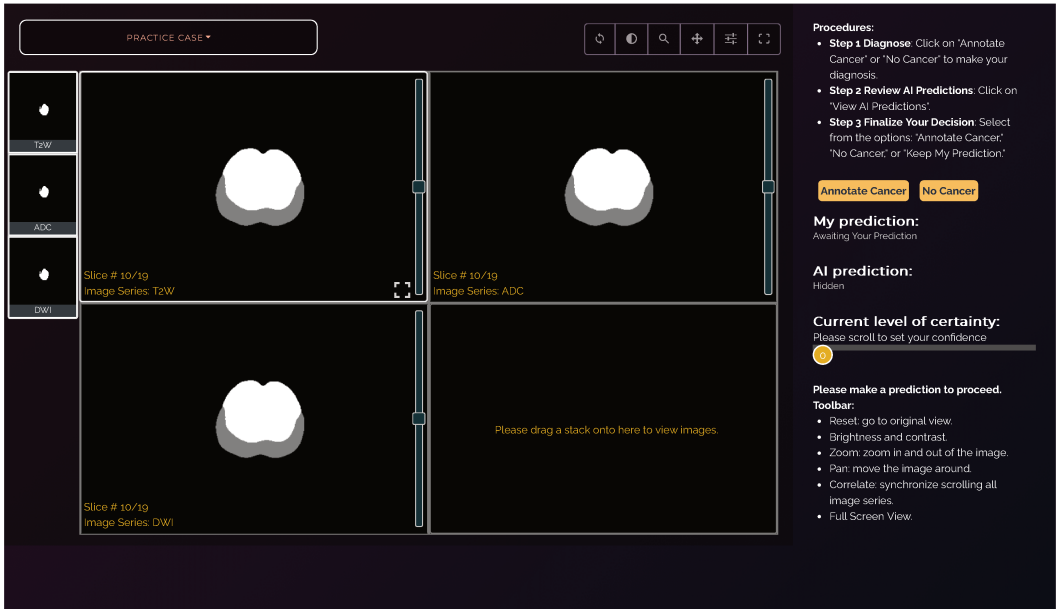 PRACTICE CASE
T2W
ADC
DWI
Slice # 10/19
Image Series: T2W
Slice # 10/19
Image Series: ADC
Slice # 10/19
Image Series: DWI
Please drag a stack onto here to view images.
Procedures:
• Step 1 Diagnose: Click on "Annotate
Cancer" or "No Cancer" to make your
diagnosis.
• Step 2 Review AI Predictions: Click on
"View AI Predictions".
• Step 3 Finalize Your Decision: Select
from the options: "Annotate Cancer,"
"No Cancer," or "Keep My Prediction."
Annotate Cancer
No Cancer
My prediction:
Awaiting Your Prediction
AI prediction:
Hidden
Current level of certainty:
Please scroll to set your confidence
0
Please make a prediction to proceed.
Toolbar:
• Reset: go to original view.
• Brightness and contrast.
• Zoom: zoom in and out of the image.
• Pan: move the image around.
• Correlate: synchronize scrolling all
image series.
• Full Screen View.